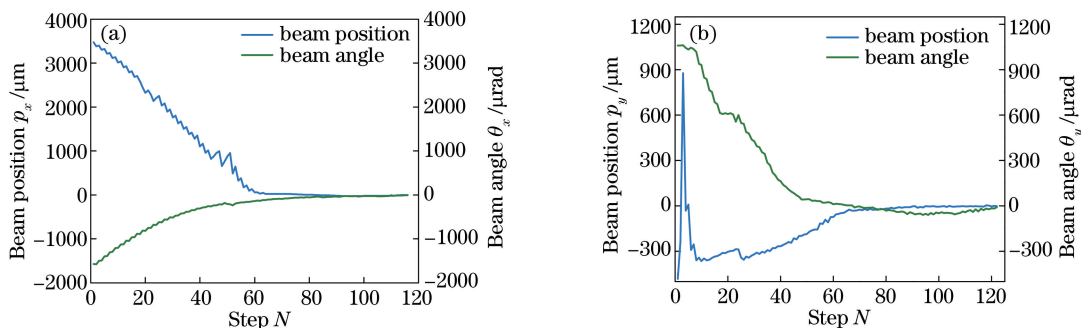 (a)
beam position
beam angle
4000
3000
2000
1000
0
−1000
−2000
Beam position p_x /μm
4000
3000
2000
1000
0
−1000
−2000
Beam angle θ_x /μrad
0 20 40 60 80 100 120
Step N
(b)
beam postion
beam angle
1200
900
600
300
0
−300
Beam position p_y /μm
1200
900
600
300
0
−300
Beam angle θ_y /μrad
0 20 40 60 80 100 120
Step N